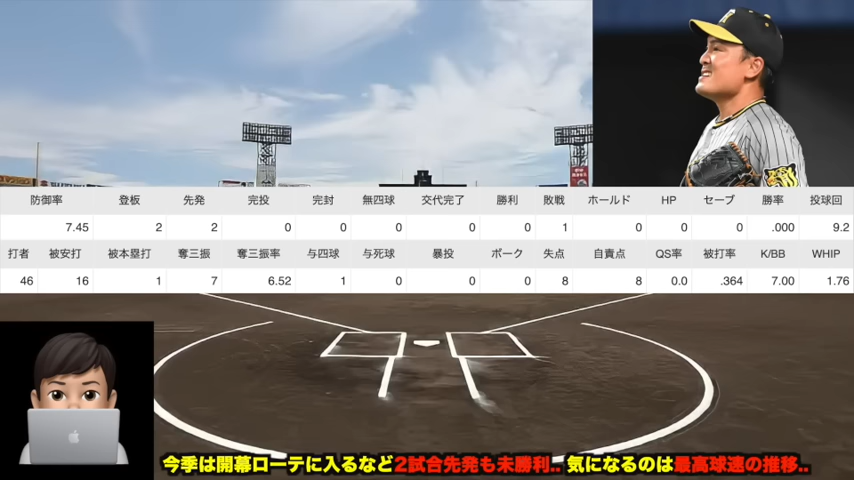 防御率 登板 先発 完投 完封 無四球 交代完了 勝利 敗戦 ホールド HP セーブ 勝率 投球回
7.45 2 2 0 0 0 0 0 1 0 0 0 .000 9.2
打者 被安打 被本塁打 奪三振 奪三振率 与四球 与死球 暴投 ボーク 失点 自責点 QS率 被打率 K/BB WHIP
46 16 1 7 6.52 1 0 0 0 8 8 0.0 .364 7.00 1.76
今季は開幕ローテに入るなど2試合先発も未勝利.. 気になるのは最高球速の推移..